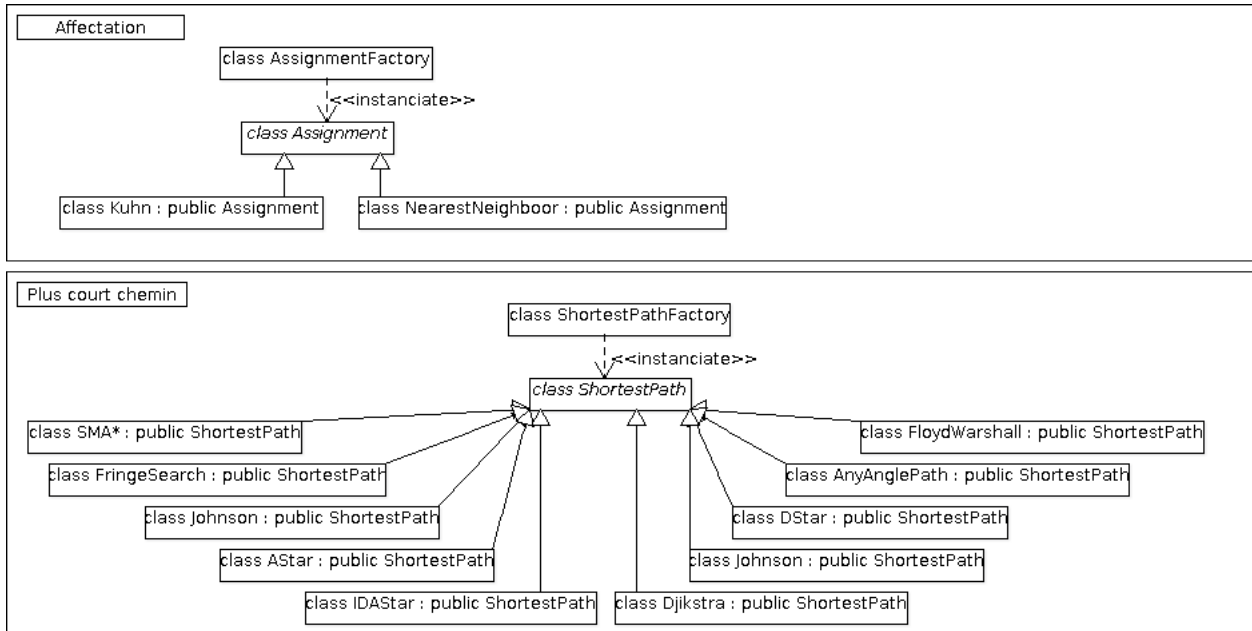 Affectation
class AssignmentFactory
<<instanciate>>
class Assignment
class Kuhn : public Assignment
class NearestNeighboor : public Assignment
Plus court chemin
class ShortestPathFactory
<<instanciate>>
class ShortestPath
class SMA* : public ShortestPath
class FloydWarshall : public ShortestPath
class FringeSearch : public ShortestPath
class AnyAnglePath : public ShortestPath
class Johnson : public ShortestPath
class DStar : public ShortestPath
class AStar : public ShortestPath
class Johnson : public ShortestPath
class IDAStar : public ShortestPath
class Djikstra : public ShortestPath